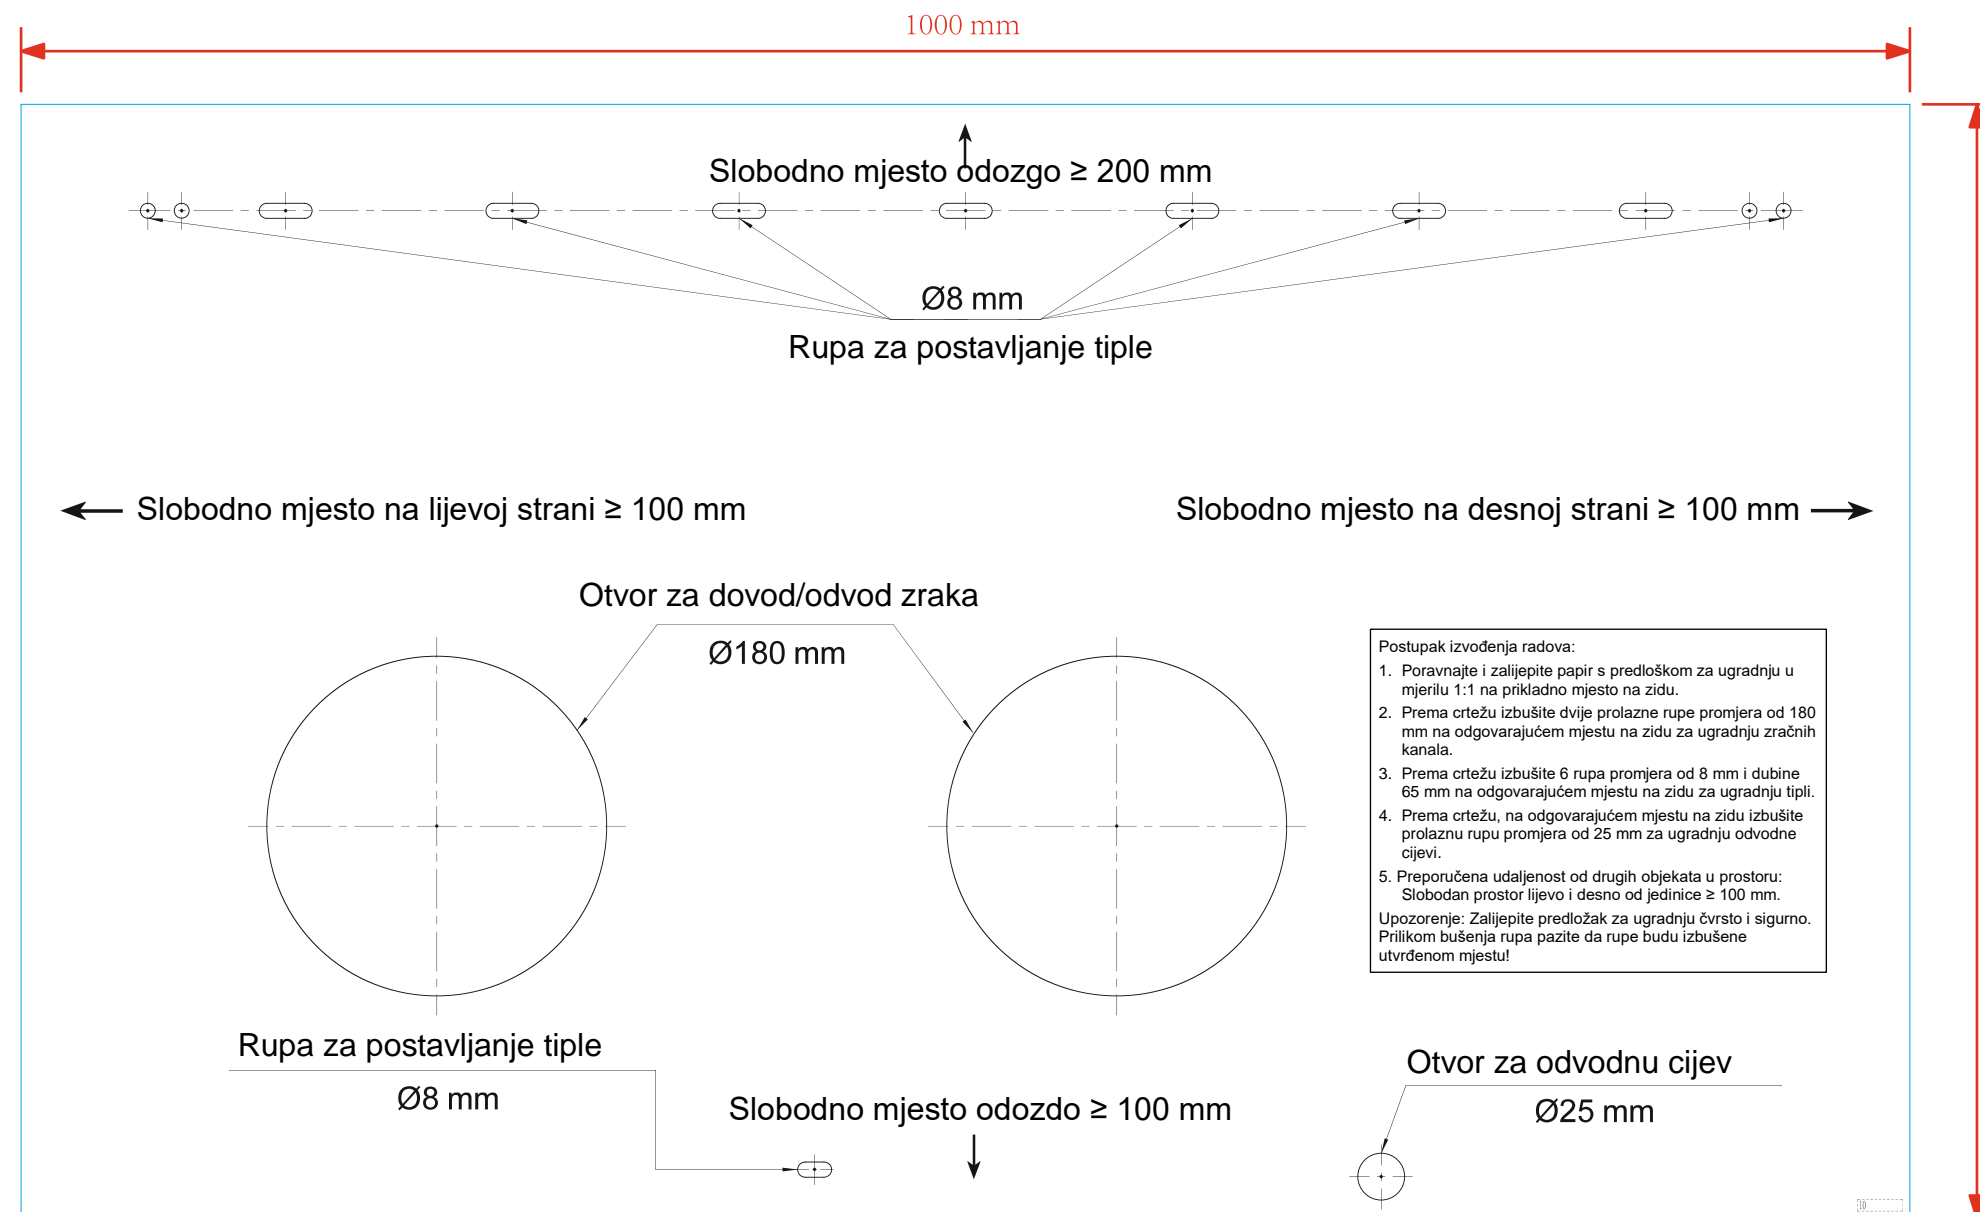 1000 mm
Slobodno mjesto odozgo ≥ 200 mm
Ø8 mm
Rupa za postavljanje tiple
Slobodno mjesto na lijevoj strani ≥ 100 mm
Slobodno mjesto na desnoj strani ≥ 100 mm
Otvor za dovod/odvod zraka
Ø180 mm
Postupak izvođenja radova:
1. Poravnajte i zalijepite papir s predloškom za ugradnju u
mjerilu 1:1 na prikladno mjesto na zidu.
2. Prema crtežu izbušite dvije prolazne rupe promjera od 180
mm na odgovarajućem mjestu na zidu za ugradnju zračnih
kanala.
3. Prema crtežu izbušite 6 rupa promjera od 8 mm i dubine
65 mm na odgovarajućem mjestu na zidu za ugradnju tipli.
4. Prema crtežu, na odgovarajućem mjestu na zidu izbušite
prolaznu rupu promjera od 25 mm za ugradnju odvodne
cijevi.
5. Preporučena udaljenost od drugih objekata u prostoru:
Slobodan prostor lijevo i desno od jedinice ≥ 100 mm.
Upozorenje: Zalijepite predložak za ugradnju čvrsto i sigurno.
Prilikom bušenja rupa pazite da rupe budu izbušene
utvrđenom mjestu!
Rupa za postavljanje tiple
Ø8 mm
Slobodno mjesto odozdo ≥ 100 mm
Otvor za odvodnu cijev
Ø25 mm
10